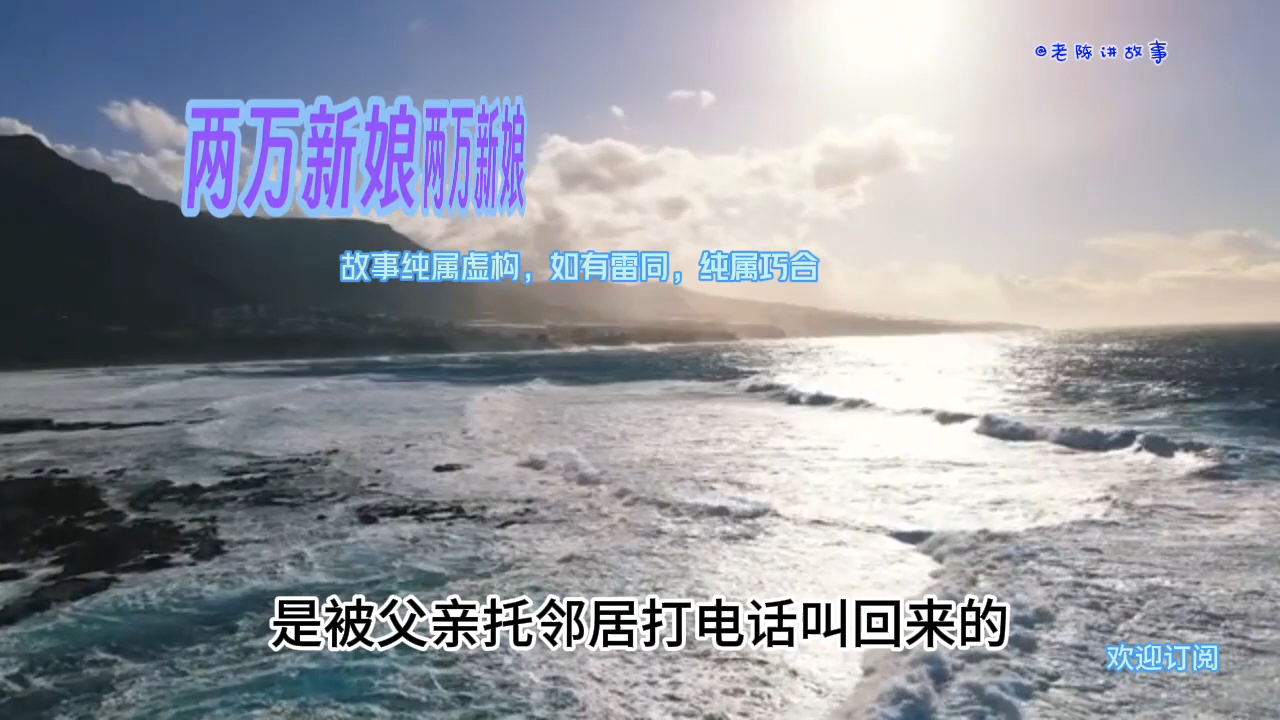 @老陈讲故事
两万新娘两万新娘
故事纯属虚构，如有雷同，纯属巧合
是被父亲托邻居打电话叫回来的
欢迎订阅